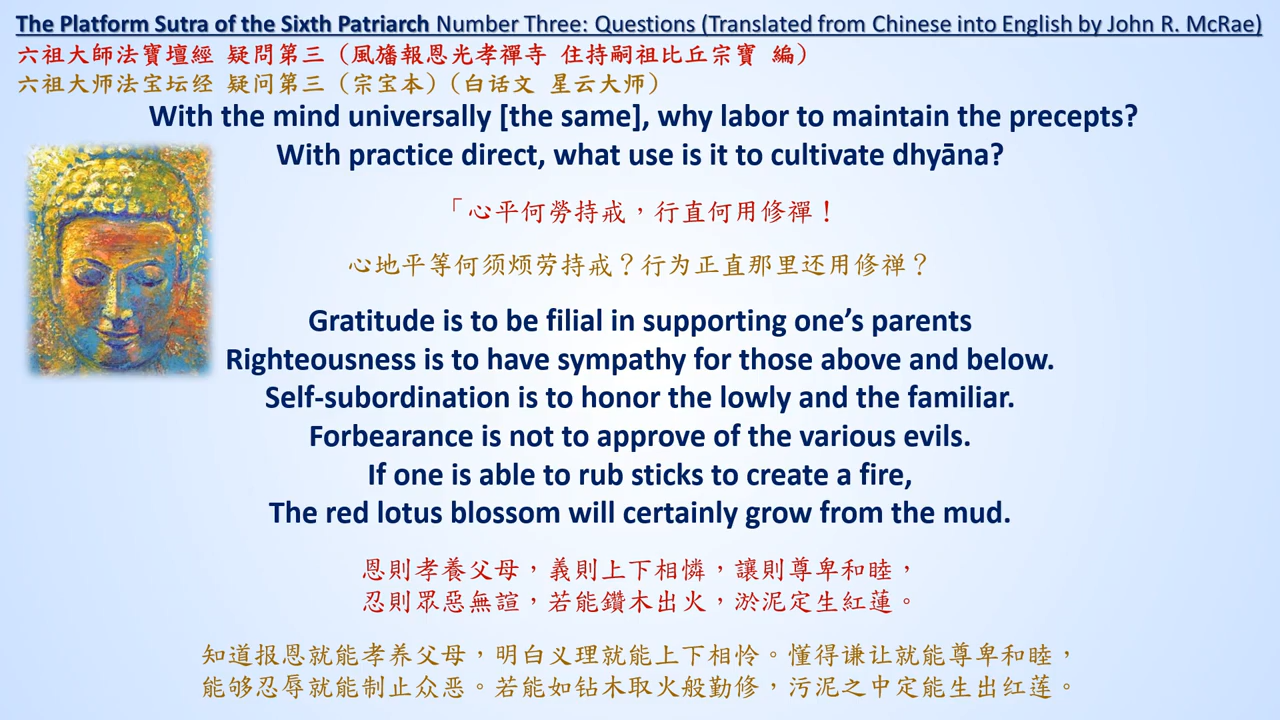 The Platform Sutra of the Sixth Patriarch Number Three: Questions (Translated from Chinese into English by John R. McRae)
六祖大師法寶壇經 疑問第三（風旛報恩光孝禪寺 住持嗣祖比丘宗寶 編）
六祖大师法宝坛经 疑问第三（宗宝本）（白话文 星云大师）
With the mind universally [the same], why labor to maintain the precepts?
With practice direct, what use is it to cultivate dhyāna?
「心平何勞持戒，行直何用修禪！
心地平等何须烦劳持戒？行为正直那里还用修禅？
Gratitude is to be filial in supporting one’s parents
Righteousness is to have sympathy for those above and below.
Self-subordination is to honor the lowly and the familiar.
Forbearance is not to approve of the various evils.
If one is able to rub sticks to create a fire,
The red lotus blossom will certainly grow from the mud.
恩則孝養父母，義則上下相憐，讓則尊卑和睦，
忍則眾惡無諠，若能鑽木出火，淤泥定生紅蓮。
知道报恩就能孝养父母，明白义理就能上下相怜。懂得谦让就能尊卑和睦，
能够忍辱就能制止众恶。若能如钻木取火般勤修，污泥之中定能生出红莲。